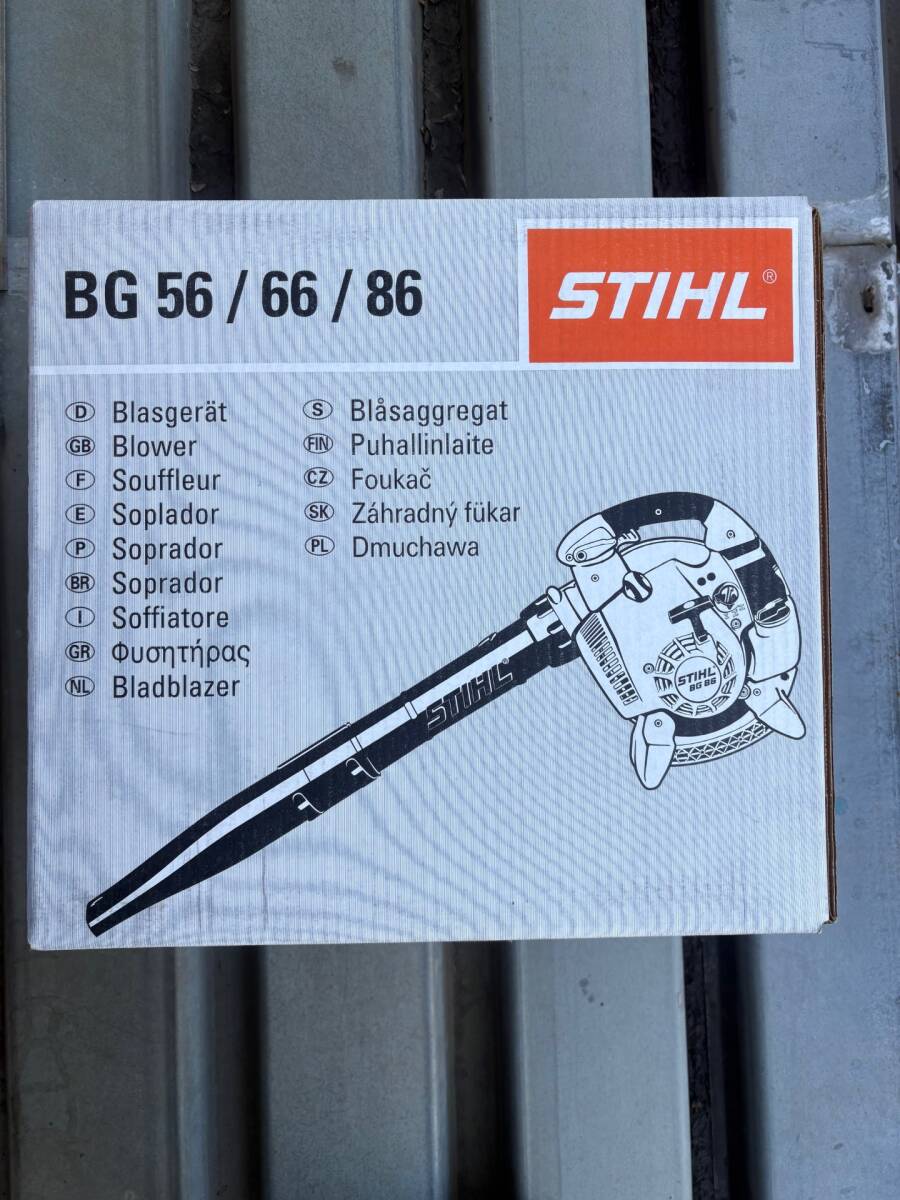 BG 56 / 66 / 86
STIHL®
D Blasgerät
GB Blower
F Souffleur
E Soplador
P Soprador
BR Soprador
I Soffiatore
GR Φυσητήρας
NL Bladblazer
S Blåsaggregat
FIN Puhallinlaite
CZ Foukač
SK Záhradný fúkar
PL Dmuchawa
STIHL
STIHL
BG 86